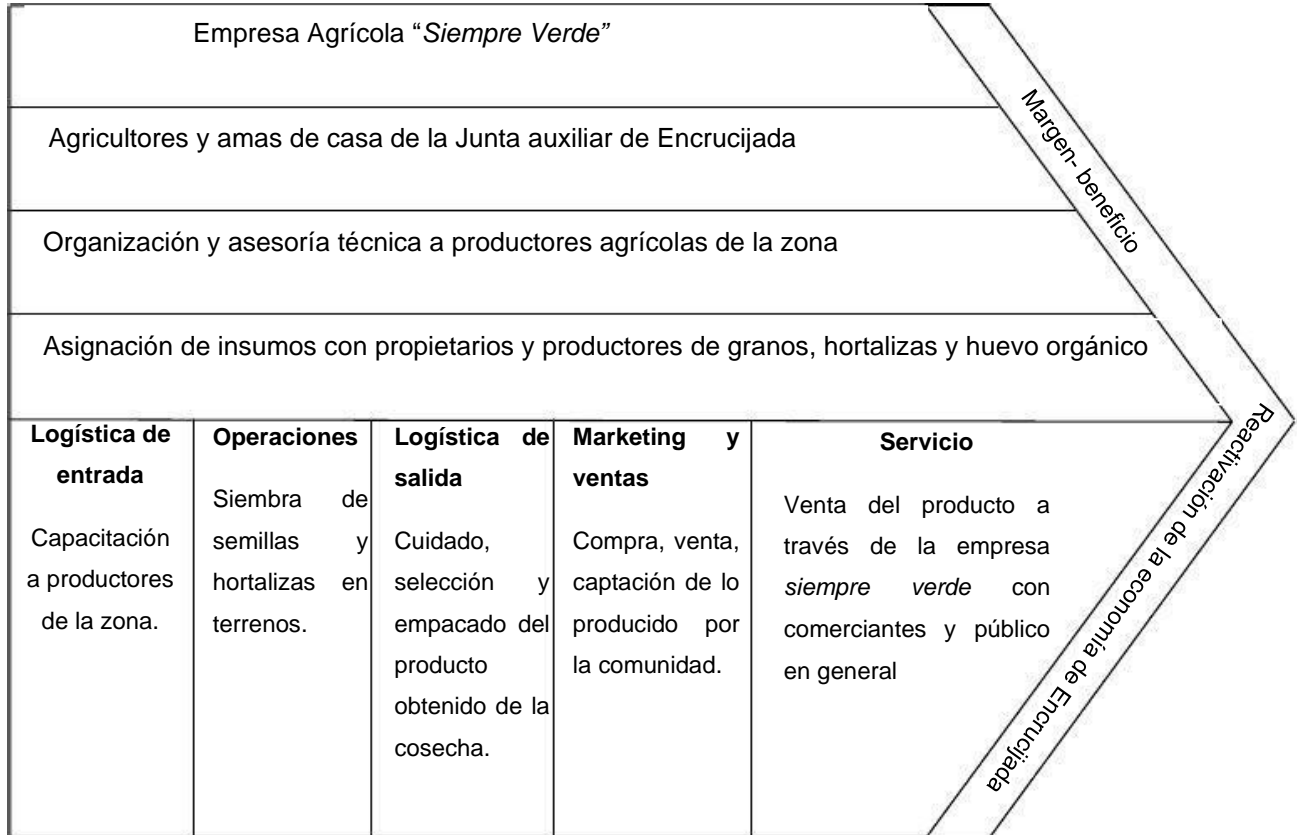 Empresa Agrícola “Siempre Verde”
Agricultores y amas de casa de la Junta auxiliar de Encrucijada
Organización y asesoría técnica a productores agrícolas de la zona
Asignación de insumos con propietarios y productores de granos, hortalizas y huevo orgánico
Margen- beneficio
Logística de
entrada
Capacitación
a productores
de la zona.
Operaciones
Siembra de
semillas y
hortalizas en
terrenos.
Logística de
salida
Cuidado,
selección y
empacado del
producto
obtenido de la
cosecha.
Marketing y
ventas
Compra, venta,
captación de lo
producido por
la comunidad.
Servicio
Venta del producto a
través de la empresa
siempre verde con
comerciantes y público
en general
Reactivación de la economía de Encrucijada